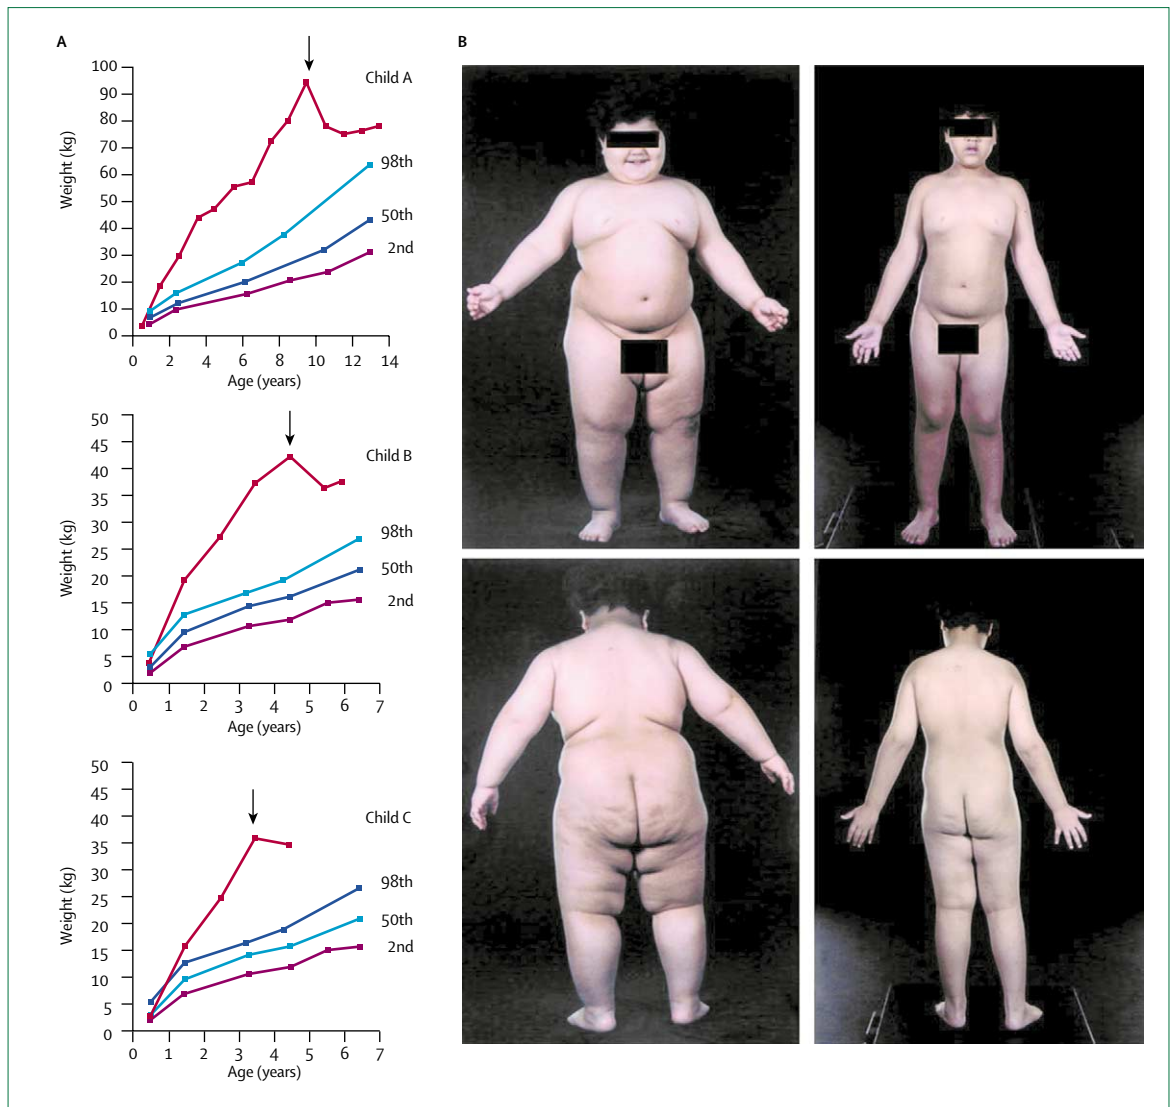 A
B
Child A
100
90
80
70
60
50
40
30
20
10
0
Weight (kg)
98th
50th
2nd
0 2 4 6 8 10 12 14
Age (years)
Child B
50
45
40
35
30
25
20
15
10
5
0
Weight (kg)
98th
50th
2nd
0 1 2 3 4 5 6 7
Age (years)
Child C
50
45
40
35
30
25
20
15
10
5
0
Weight (kg)
98th
50th
2nd
0 1 2 3 4 5 6 7
Age (years)